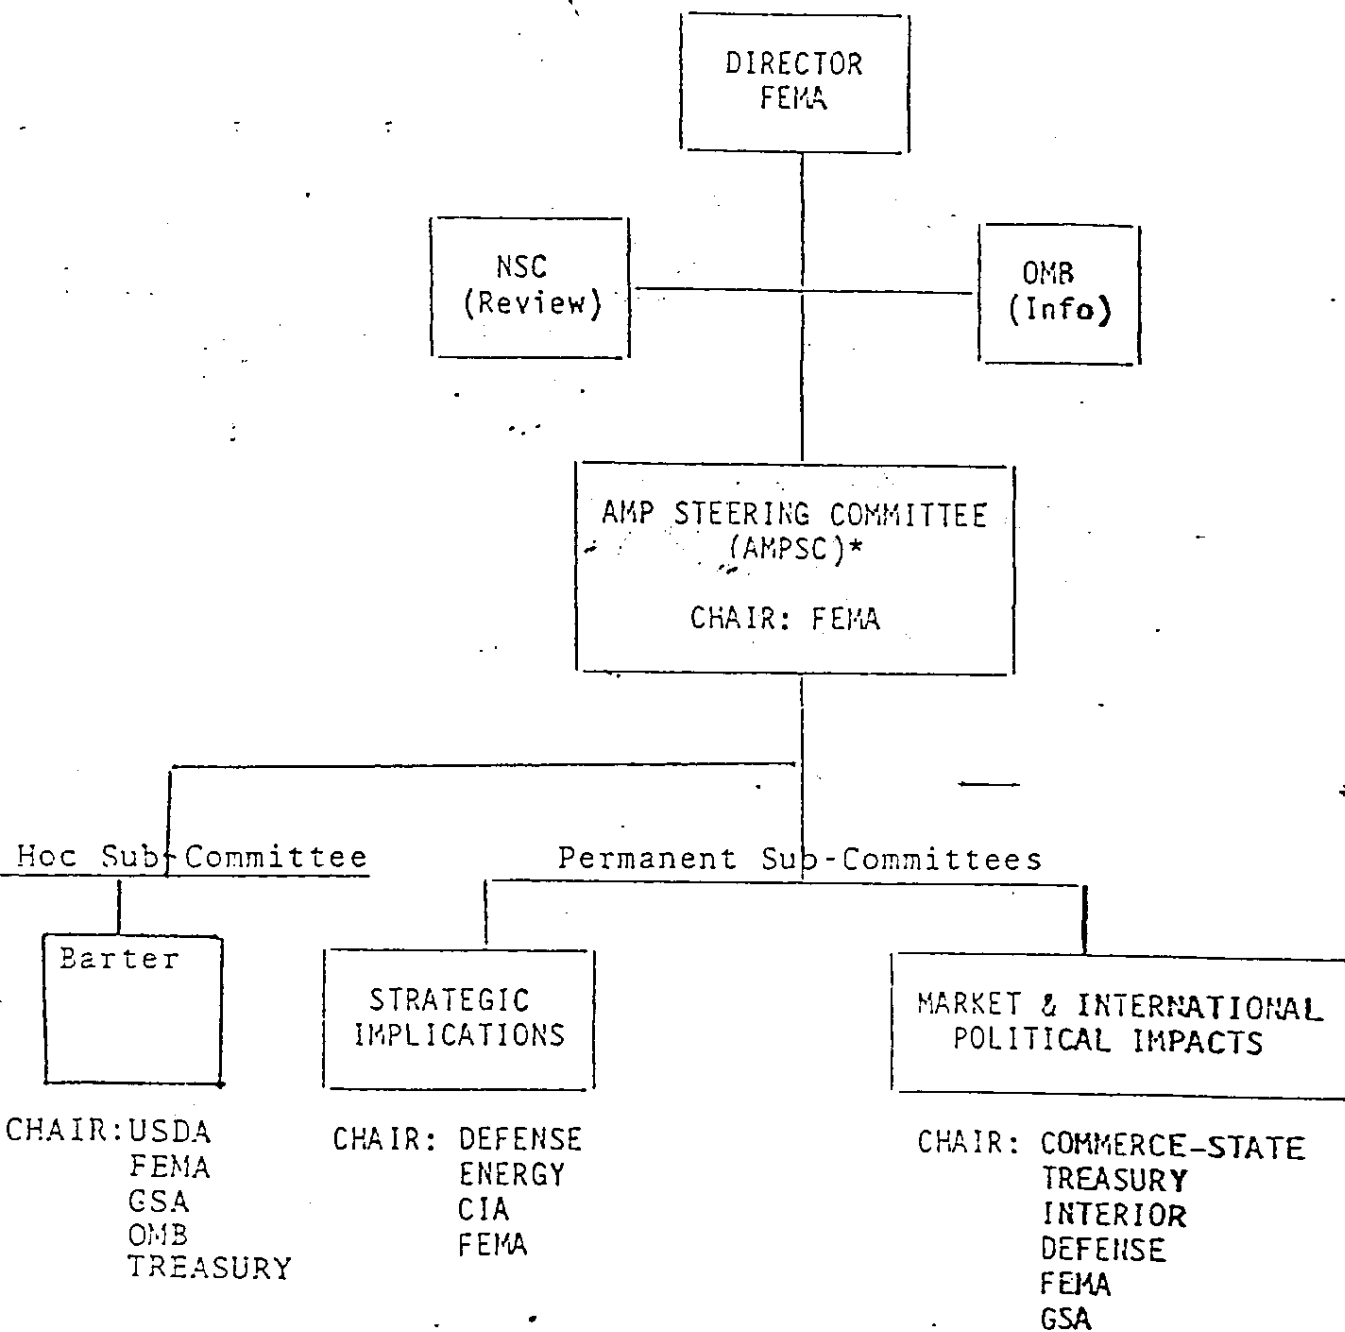 DIRECTOR
FEMA
NSC
(Review)
OMB
(Info)
AMP STEERING COMMITTEE
(AMPSC)*
CHAIR: FEMA
Hoc Sub-Committee
Permanent Sub-Committees
Barter
STRATEGIC
IMPLICATIONS
MARKET & INTERNATIONAL
POLITICAL IMPACTS
CHAIR:USDA
FEMA
GSA
OMB
TREASURY
CHAIR: DEFENSE
ENERGY
CIA
FEMA
CHAIR: COMMERCE-STATE
TREASURY
INTERIOR
DEFENSE
FEMA
GSA